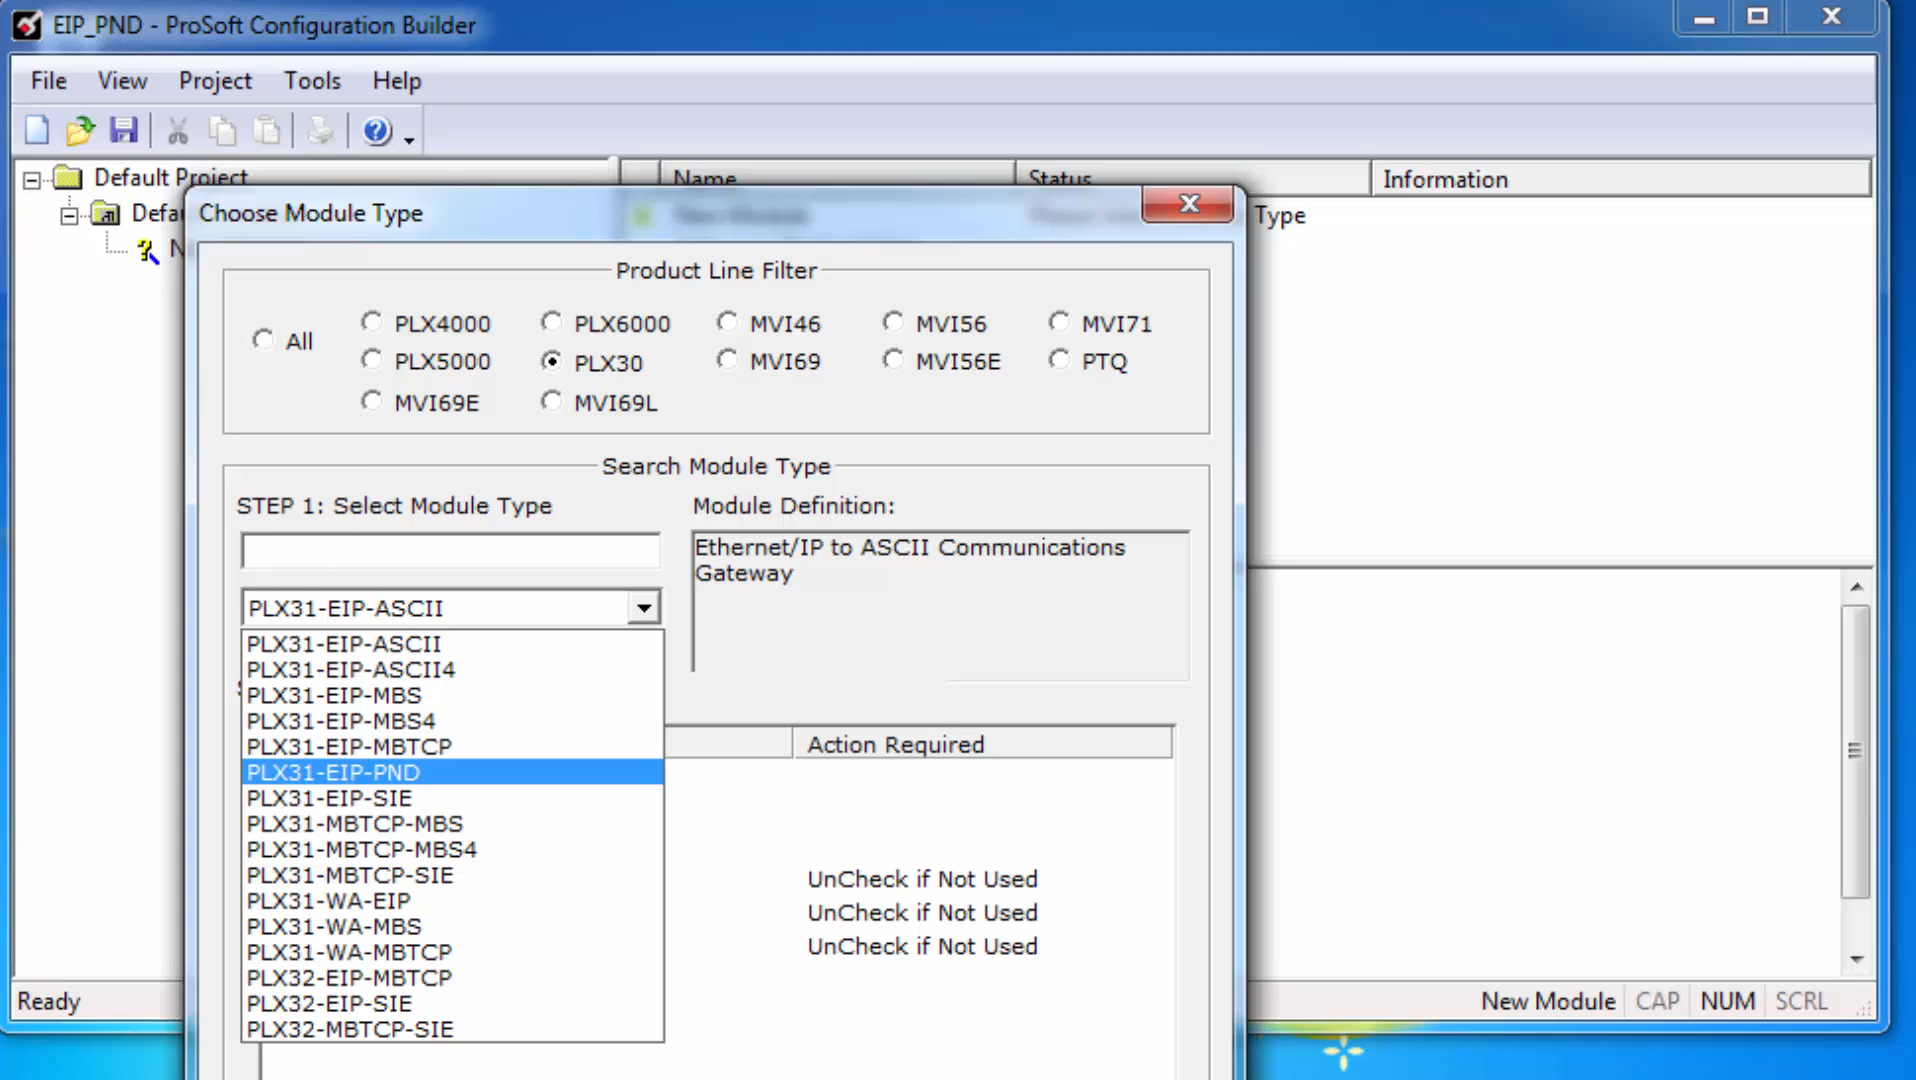 EIP_PND - ProSoft Configuration Builder
File View Project Tools Help
Default Project
Name Status Information
Choose Module Type
Type
Product Line Filter
All PLX4000 PLX6000 MVI46 MVI56 MVI71
PLX5000 PLX30 MVI69 MVI56E PTQ
MVI69E MVI69L
Search Module Type
STEP 1: Select Module Type Module Definition:
Ethernet/IP to ASCII Communications
Gateway
PLX31-EIP-ASCII
PLX31-EIP-ASCII
PLX31-EIP-ASCII4
PLX31-EIP-MBS
PLX31-EIP-MBS4
PLX31-EIP-MBTCP
PLX31-EIP-PND
PLX31-EIP-SIE
PLX31-MBTCP-MBS
PLX31-MBTCP-MBS4
PLX31-MBTCP-SIE
PLX31-WA-EIP
PLX31-WA-MBS
PLX31-WA-MBTCP
PLX32-EIP-MBTCP
PLX32-EIP-SIE
PLX32-MBTCP-SIE
Action Required
UnCheck if Not Used
UnCheck if Not Used
UnCheck if Not Used
Ready New Module CAP NUM SCRL